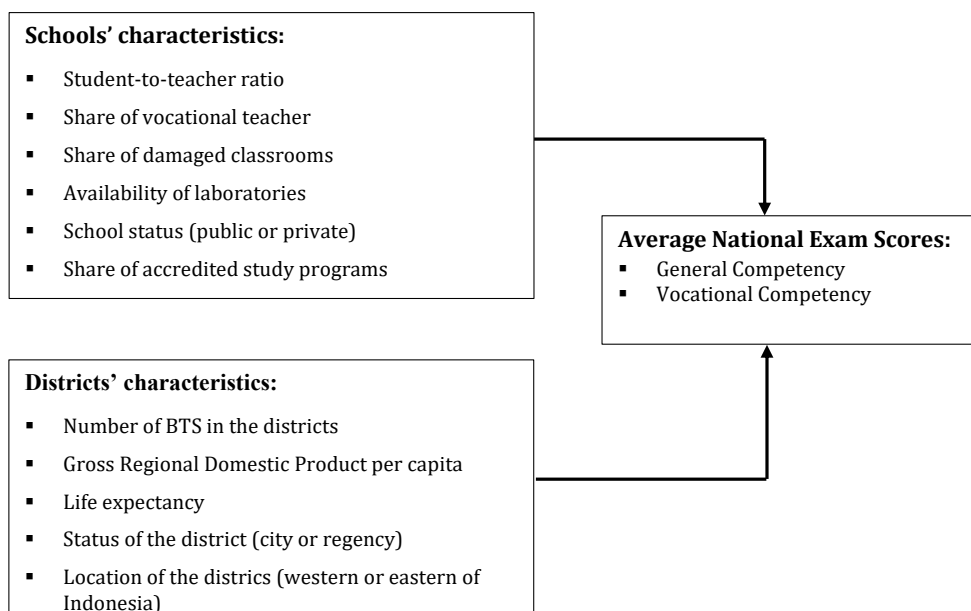 Schools’ characteristics:
▪ Student-to-teacher ratio
▪ Share of vocational teacher
▪ Share of damaged classrooms
▪ Availability of laboratories
▪ School status (public or private)
▪ Share of accredited study programs
Average National Exam Scores:
▪ General Competency
▪ Vocational Competency
Districts’ characteristics:
▪ Number of BTS in the districts
▪ Gross Regional Domestic Product per capita
▪ Life expectancy
▪ Status of the district (city or regency)
▪ Location of the districs (western or eastern of
Indonesia)